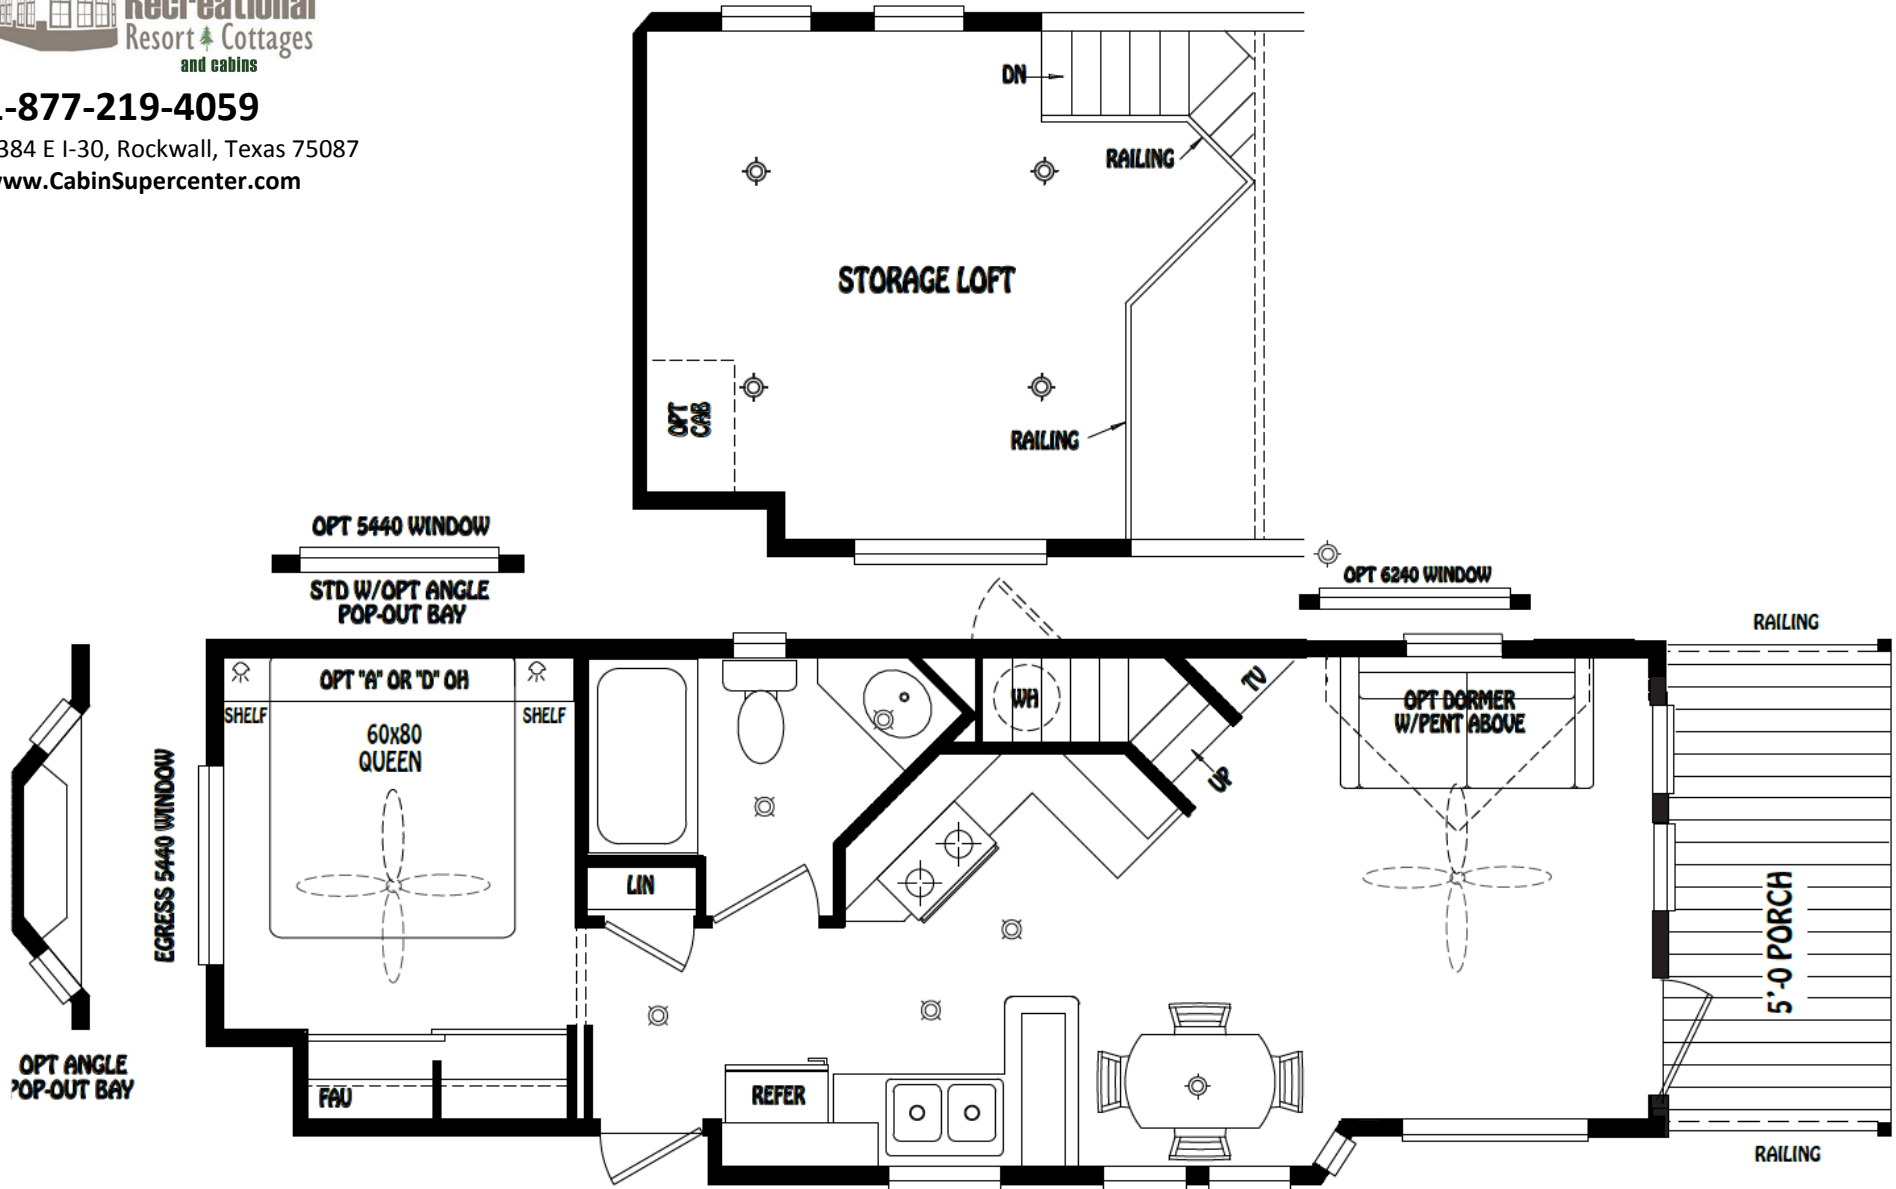 Recreational
Resort Cottages
and cabins
-877-219-4059
384 E I-30, Rockwall, Texas 75087
www.CabinSupercenter.com
DN
RAILING
STORAGE LOFT
OPT
CAB
RAILING
OPT 5440 WINDOW
STD W/OPT ANGLE
POP-OUT BAY
OPT 6240 WINDOW
RAILING
OPT "A" OR "D" OH
SHELF
SHELF
60x80
QUEEN
EGRESS 5440 WINDOW
WH
TV
UP
OPT DORMER
W/PENT ABOVE
LIN
5'-0 PORCH
OPT ANGLE
POP-OUT BAY
FAU
REFER
RAILING